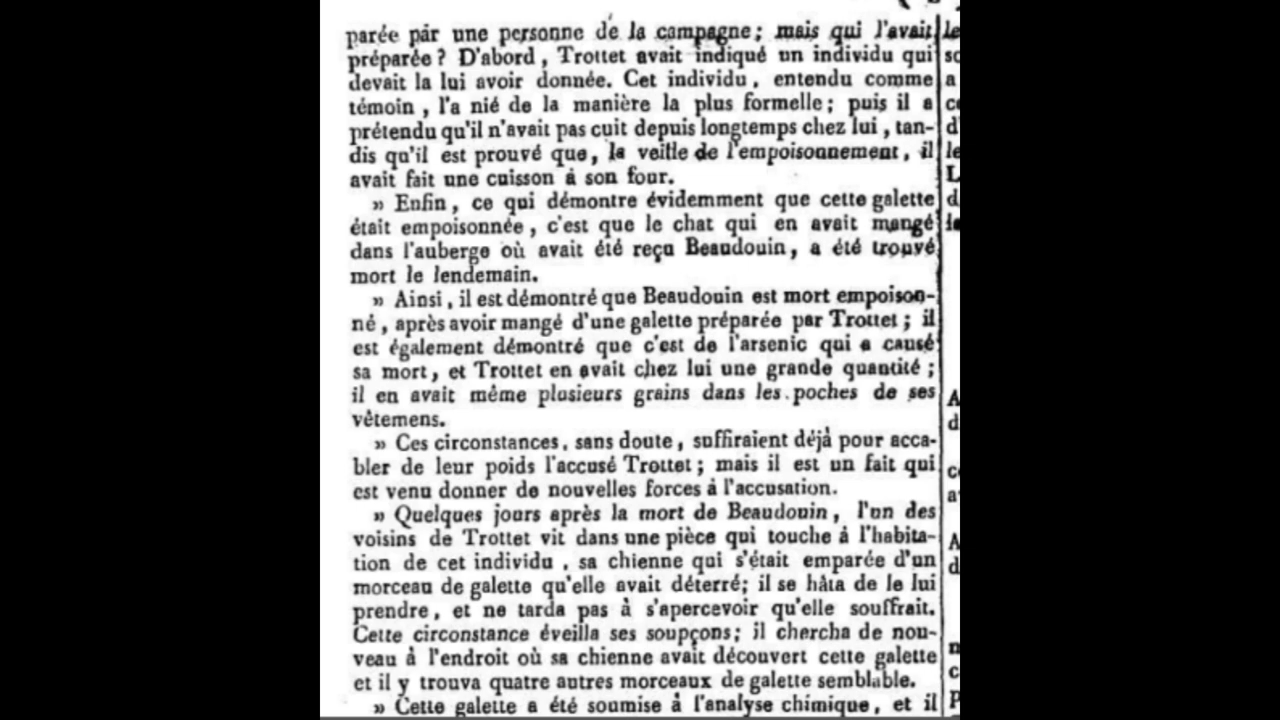 parée par une personne de la campagne; mais qui l'avait
préparée ? D'abord, Trottet avait indiqué un individu qui
devait la lui avoir donnée. Cet individu, entendu comme
témoin, l'a nié de la manière la plus formelle; puis il a
prétendu qu'il n'avait pas cuit depuis longtemps chez lui, tan-
dis qu'il est prouvé que, la veille de l'empoisonnement, il
avait fait une cuisson à son four.
» Enfin, ce qui démontre évidemment que cette galette
était empoisonnée, c'est que le chat qui en avait mangé
dans l'auberge où avait été reçu Beaudouin, a été trouvé
mort le lendemain.
» Ainsi, il est démontré que Beaudouin est mort empoison-
né, après avoir mangé d'une galette préparée par Trottet; il
est également démontré que c'est de l'arsenic qui a causé
sa mort, et Trottet en avait chez lui une grande quantité;
il en avait même plusieurs grains dans les poches de ses
vêtemens.
» Ces circonstances, sans doute, suffiraient déjà pour acca-
bler de leur poids l'accusé Trottet; mais il est un fait qui
est venu donner de nouvelles forces à l'accusation.
» Quelques jours après la mort de Beaudouin, l'un des
voisins de Trottet vit dans une pièce qui touche à l'habita-
tion de cet individu, sa chienne qui s'était emparée d'un
morceau de galette qu'elle avait déterré; il se hâta de le lui
prendre, et ne tarda pas à s'apercevoir qu'elle souffrait.
Cette circonstance éveilla ses soupçons; il chercha de nou-
veau à l'endroit où sa chienne avait découvert cette galette
et il y trouva quatre autres morceaux de galette semblable.
» Cette galette a été soumise à l'analyse chimique, et il